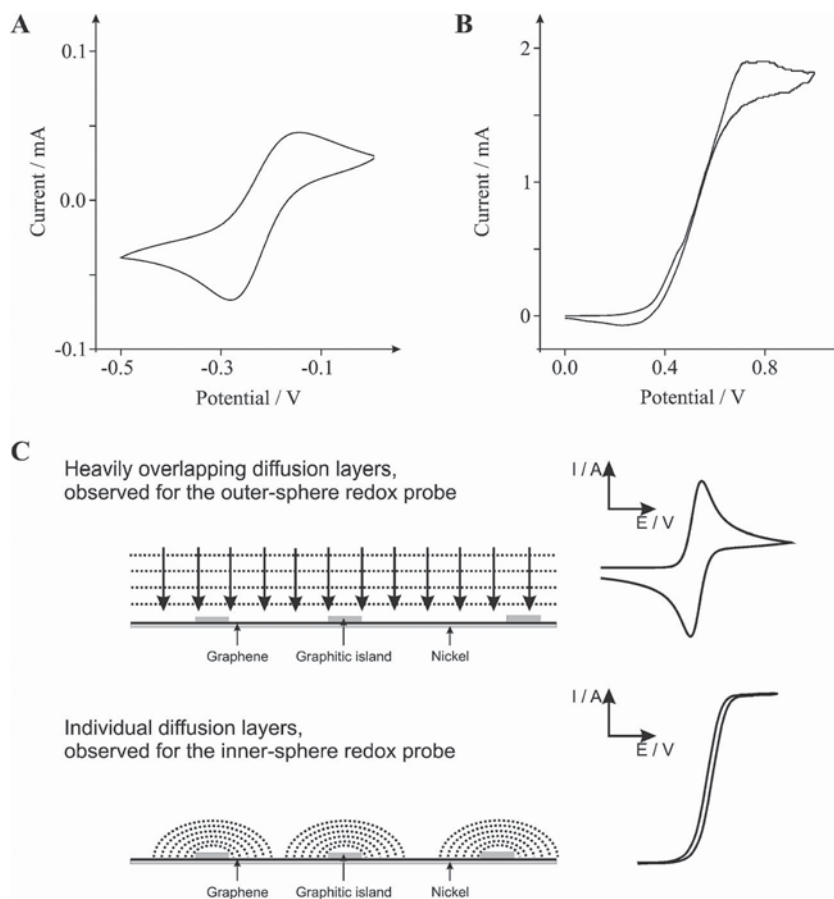 A
0.1
0.0
-0.1
Current / mA
-0.5
-0.3
-0.1
Potential / V
B
2
1
0
Current / mA
0.0
0.4
0.8
Potential / V
C
Heavily overlapping diffusion layers,
observed for the outer-sphere redox probe
Graphene
Graphitic island
Nickel
I / A
E / V
Individual diffusion layers,
observed for the inner-sphere redox probe
Graphene
Graphitic island
Nickel
I / A
E / V